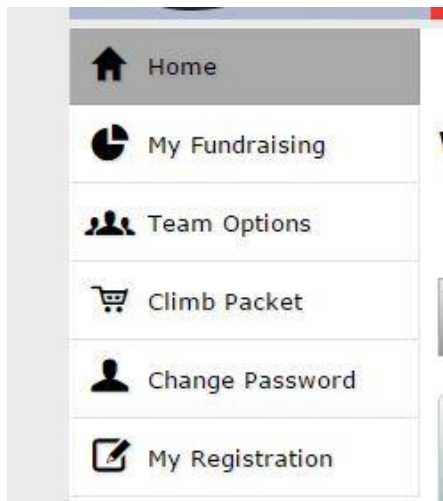 Home
My Fundraising
Team Options
Climb Packet
Change Password
My Registration